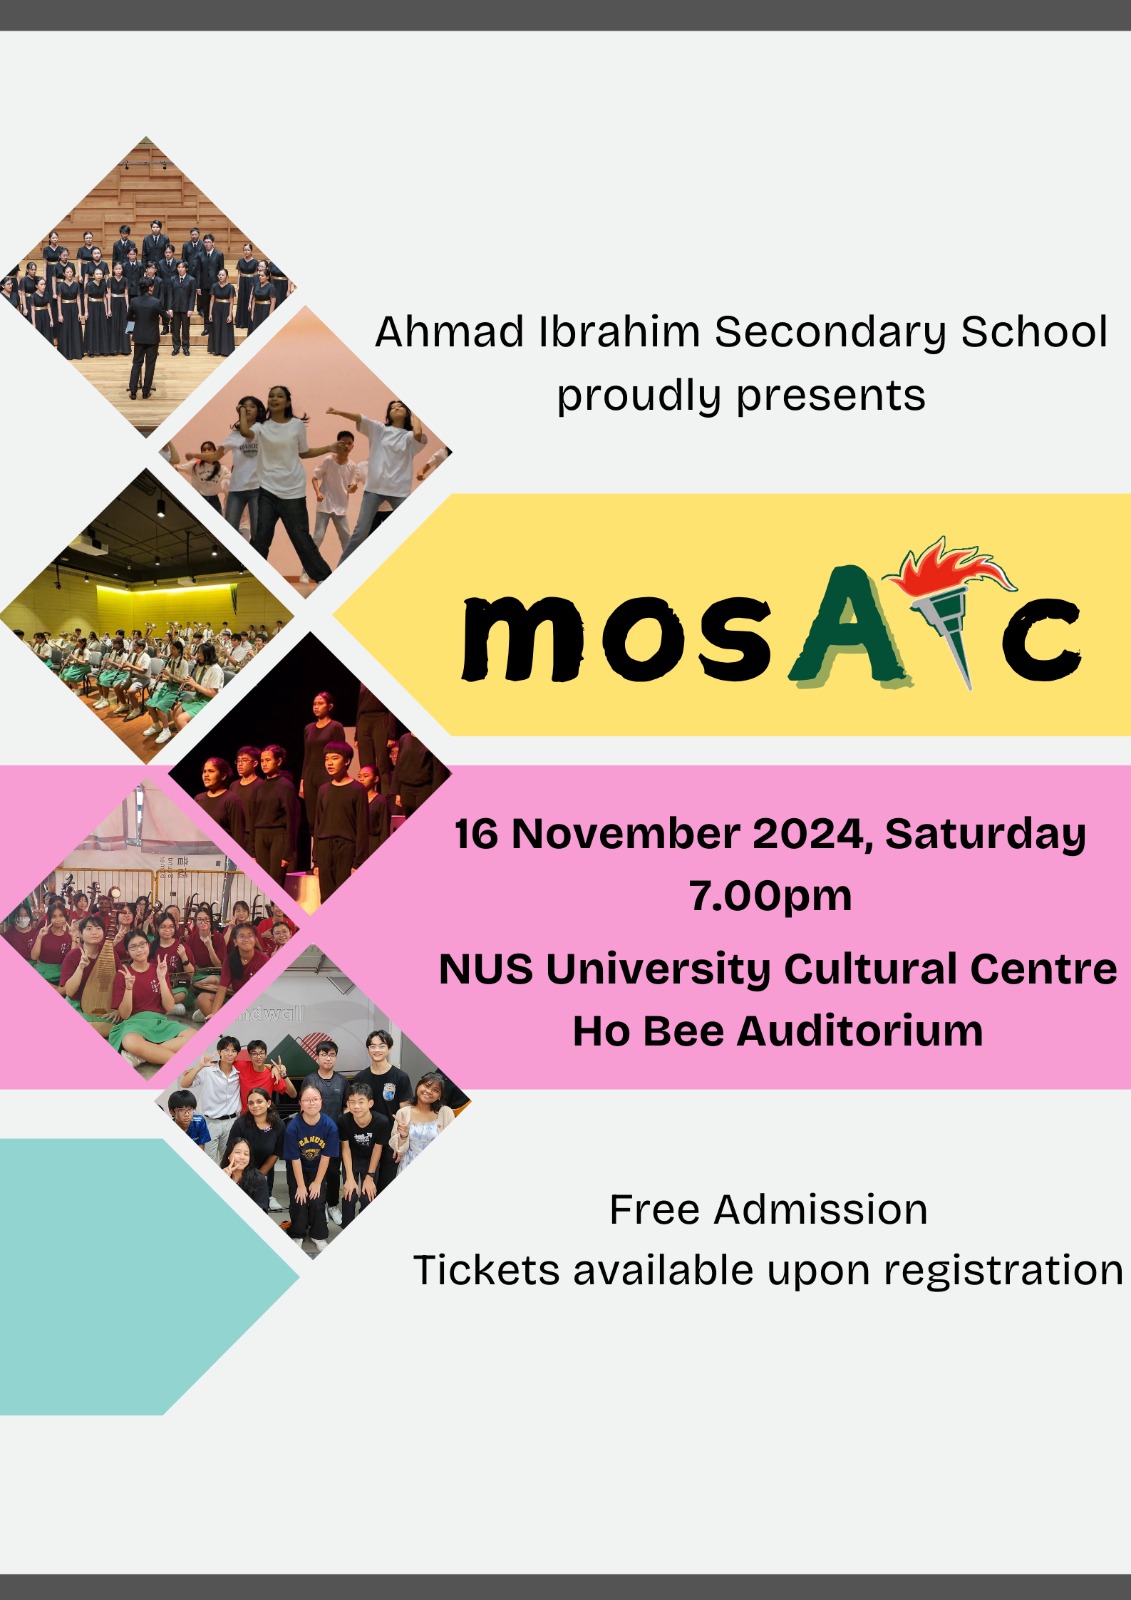 Ahmad Ibrahim Secondary School
proudly presents
mosAic
16 November 2024, Saturday
7.00pm
NUS University Cultural Centre
Ho Bee Auditorium
Free Admission
Tickets available upon registration